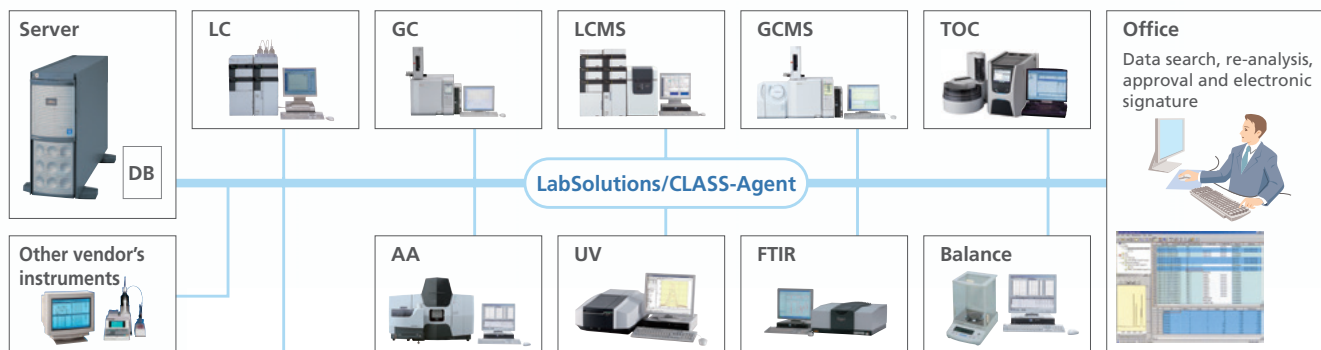 Server
LC
GC
LCMS
GCMS
TOC
Office
Data search, re-analysis,
approval and electronic
signature
DB
LabSolutions/CLASS-Agent
Other vendor's
instruments
AA
UV
FTIR
Balance